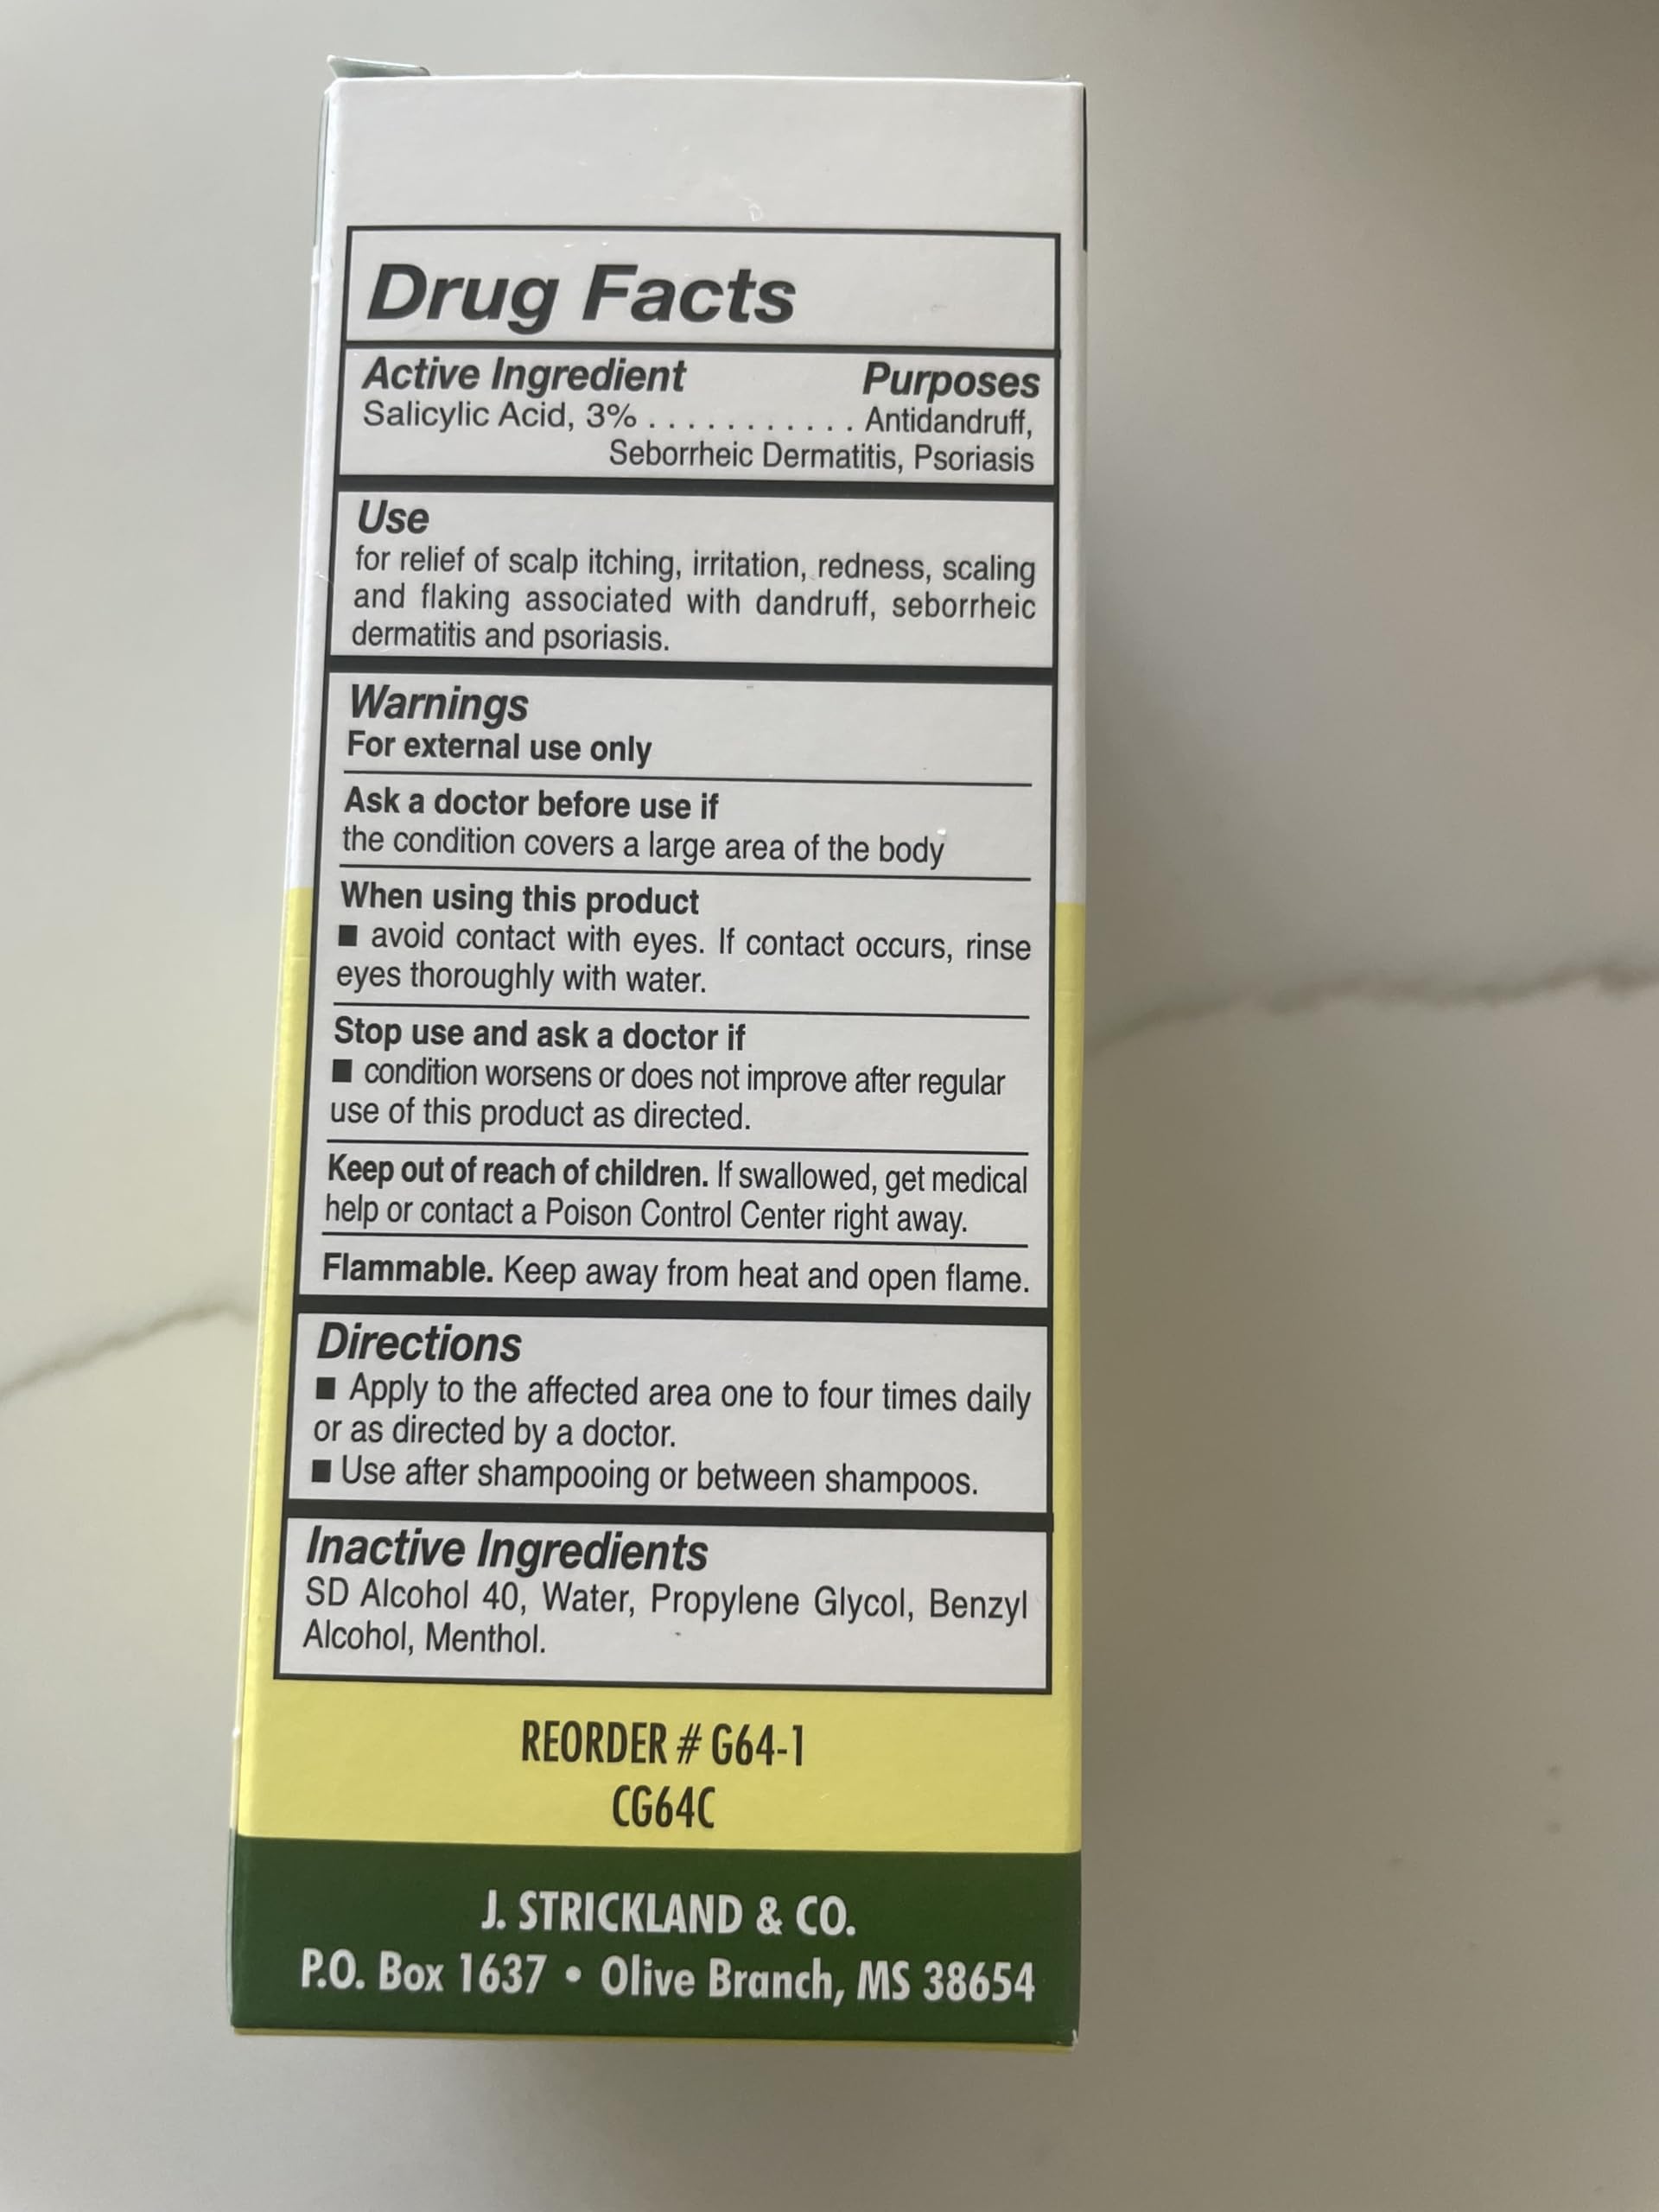 Drug Facts
Active Ingredient Purposes
Salicylic Acid, 3% . . . . . . . . . . . Antidandruff,
Seborrheic Dermatitis, Psoriasis
Use
for relief of scalp itching, irritation, redness, scaling
and flaking associated with dandruff, seborrheic
dermatitis and psoriasis.
Warnings
For external use only
Ask a doctor before use if
the condition covers a large area of the body
When using this product
■ avoid contact with eyes. If contact occurs, rinse
eyes thoroughly with water.
Stop use and ask a doctor if
■ condition worsens or does not improve after regular
use of this product as directed.
Keep out of reach of children. If swallowed, get medical
help or contact a Poison Control Center right away.
Flammable. Keep away from heat and open flame.
Directions
■ Apply to the affected area one to four times daily
or as directed by a doctor.
■ Use after shampooing or between shampoos.
Inactive Ingredients
SD Alcohol 40, Water, Propylene Glycol, Benzyl
Alcohol, Menthol.
REORDER # G64-1
CG64C
J. STRICKLAND & CO.
P.O. Box 1637 • Olive Branch, MS 38654